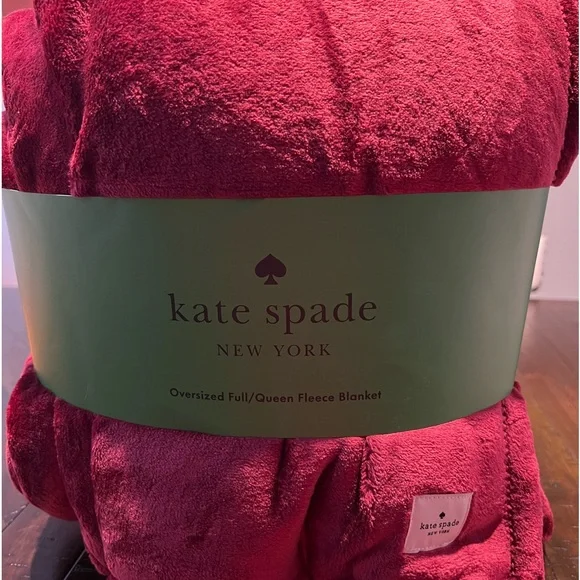 kate spade
NEW YORK
Oversized Full/Queen Fleece Blanket
kate spade
NEW YORK